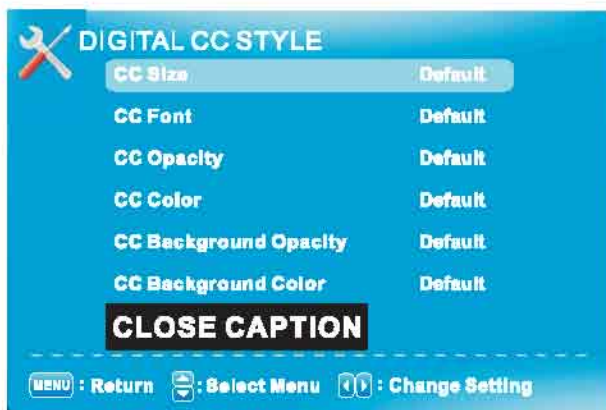 DIGITAL CC STYLE
CC Size Default
CC Font Default
CC Opacity Default
CC Color Default
CC Background Opacity Default
CC Background Color Default
CLOSE CAPTION
MENU : Return : Select Menu : Change Setting